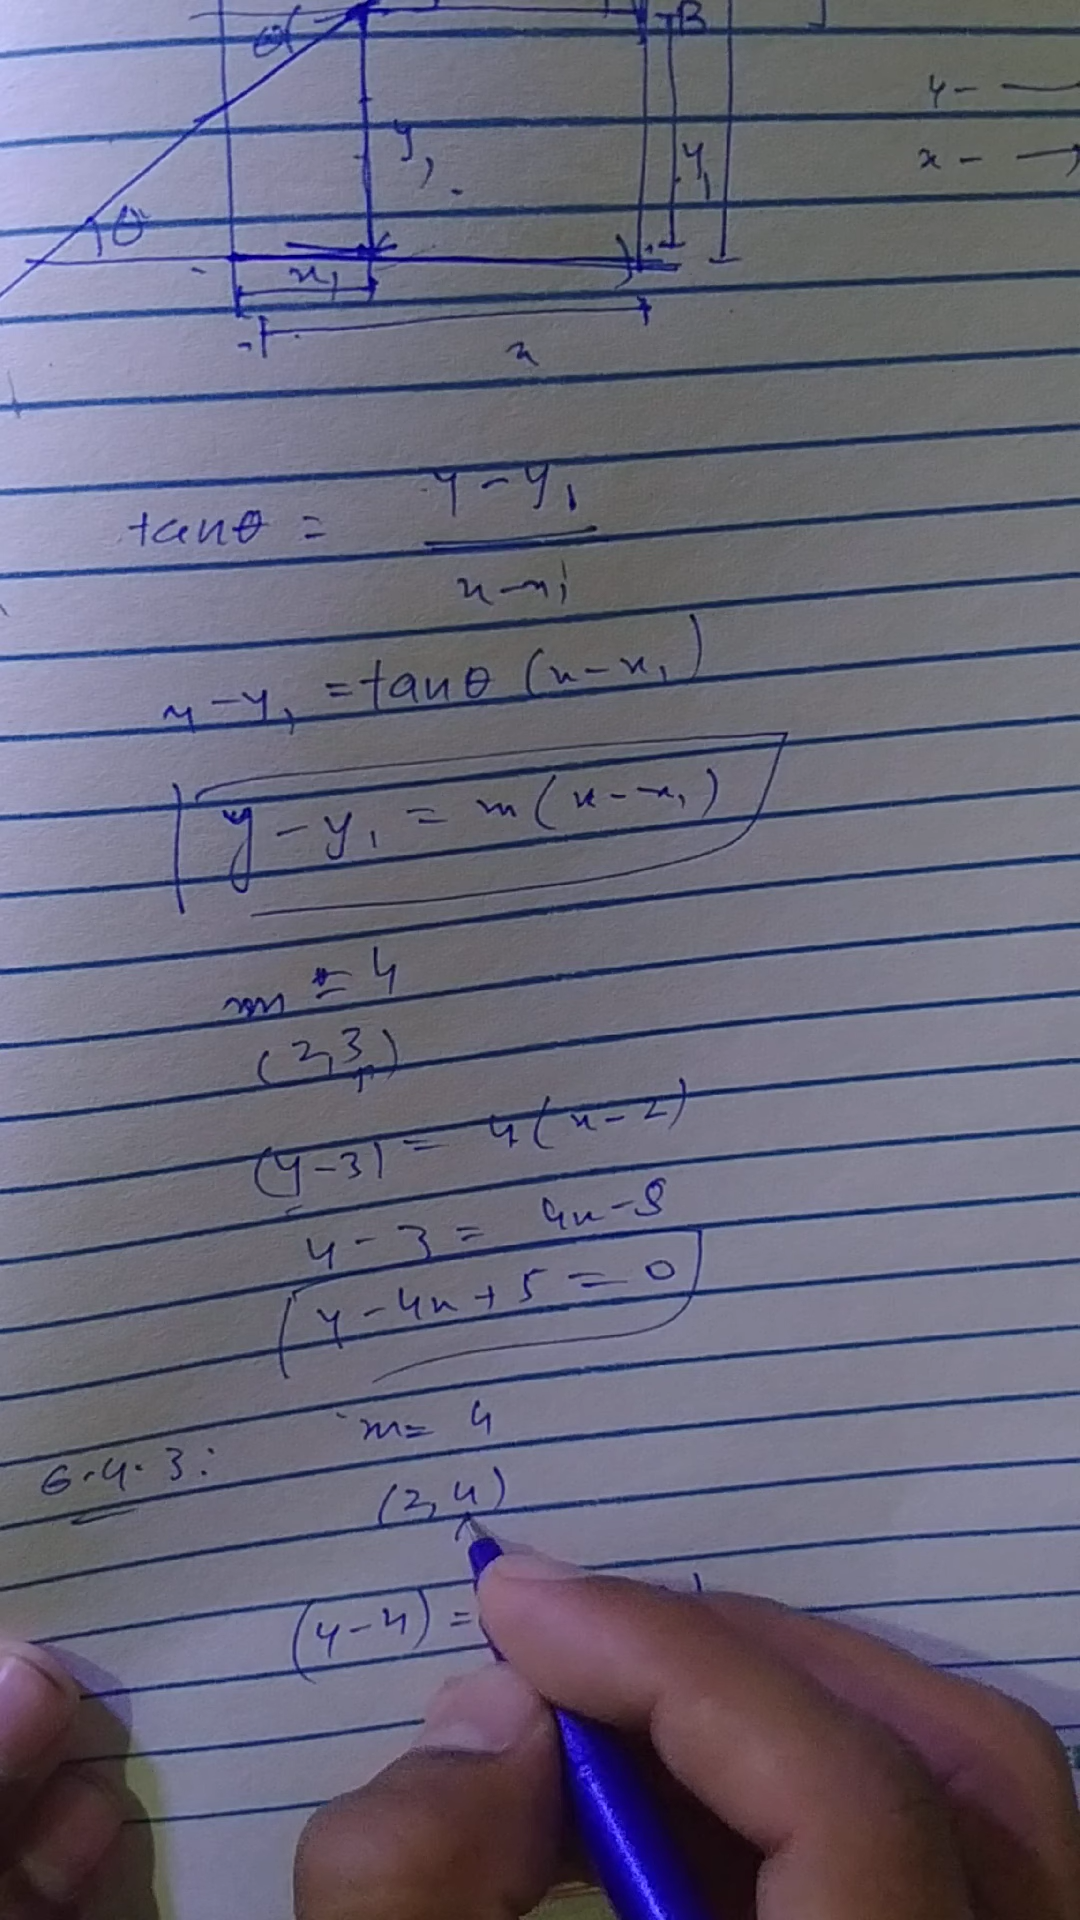 θ
y₁
B
y₁
y -
x -
θ
x₁
x
tanθ = y - y₁
x - x₁
y - y₁ = tanθ (x - x₁)
y - y₁ = m (x - x₁)
m = 4
(2,3)
(y - 3) = 4 (x - 2)
y - 3 = 4x - 8
y - 4x + 5 = 0
6.4.3: m = 4
(2,4)
(y - 4) =